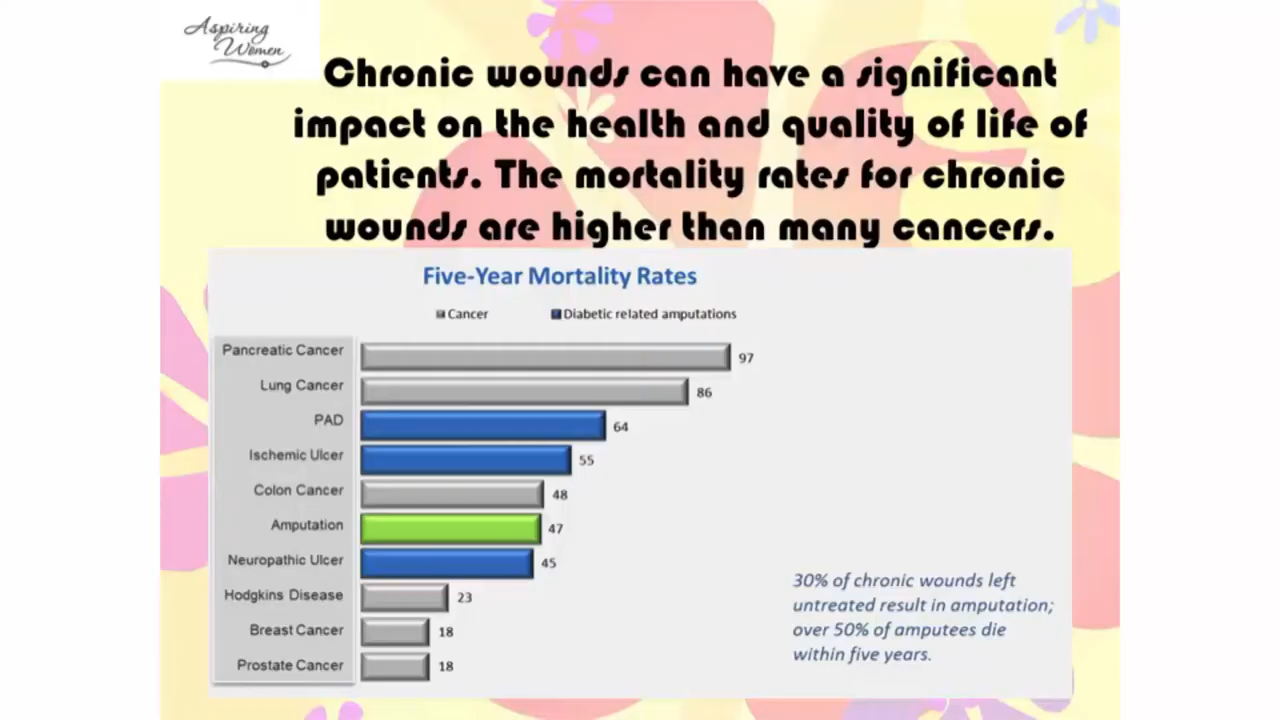 Aspiring
Women
Chronic wounds can have a significant
impact on the health and quality of life of
patients. The mortality rates for chronic
wounds are higher than many cancers.
Five-Year Mortality Rates
Cancer Diabetic related amputations
Pancreatic Cancer 97
Lung Cancer 86
PAD 64
Ischemic Ulcer 55
Colon Cancer 48
Amputation 47
Neuropathic Ulcer 45
Hodgkins Disease 23
Breast Cancer 18
Prostate Cancer 18
30% of chronic wounds left
untreated result in amputation;
over 50% of amputees die
within five years.